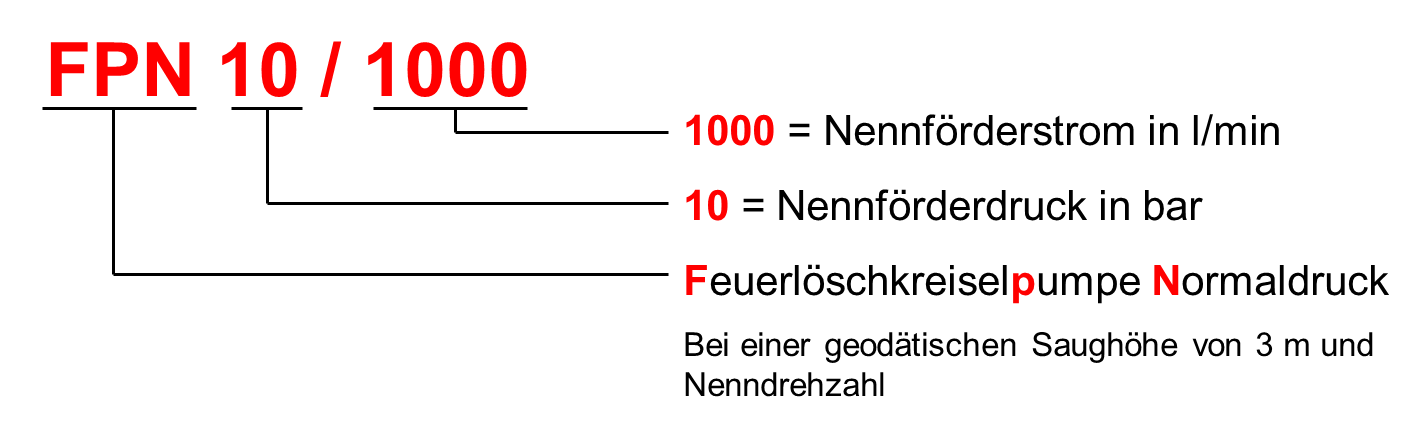 FPN 10 / 1000
1000 = Nennförderstrom in l/min
10 = Nennförderdruck in bar
Feuerlöschkreiselpumpe Normaldruck
Bei einer geodätischen Saughöhe von 3 m und
Nenndrehzahl